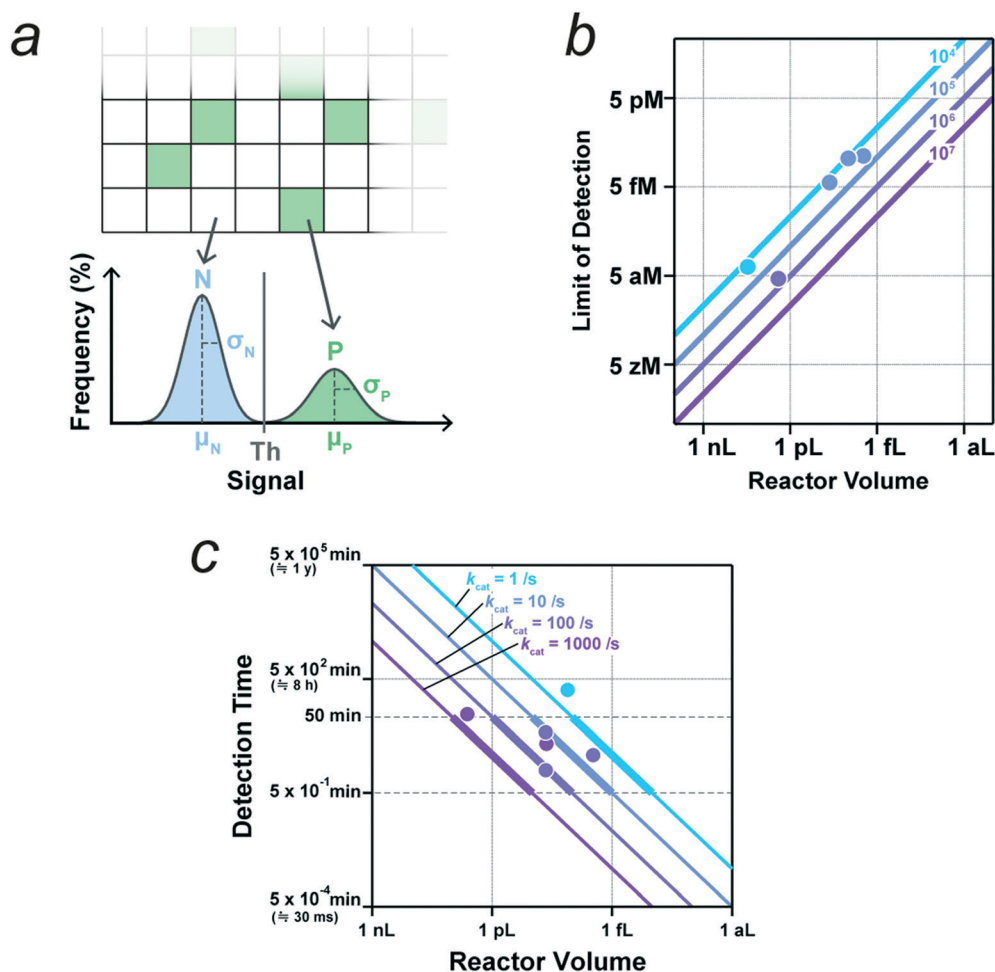 a
Frequency (%)
N
σN
P
σP
μN
Th
μP
Signal
b
Limit of Detection
5 pM
5 fM
5 aM
5 zM
10⁴
10⁵
10⁶
10⁷
1 nL
1 pL
1 fL
1 aL
Reactor Volume
c
Detection Time
5 x 10⁵ min
(≒ 1 y)
5 x 10² min
(≒ 8 h)
50 min
5 x 10⁻¹ min
5 x 10⁻⁴ min
(≒ 30 ms)
kcat = 1 /s
kcat = 10 /s
kcat = 100 /s
kcat = 1000 /s
1 nL
1 pL
1 fL
1 aL
Reactor Volume